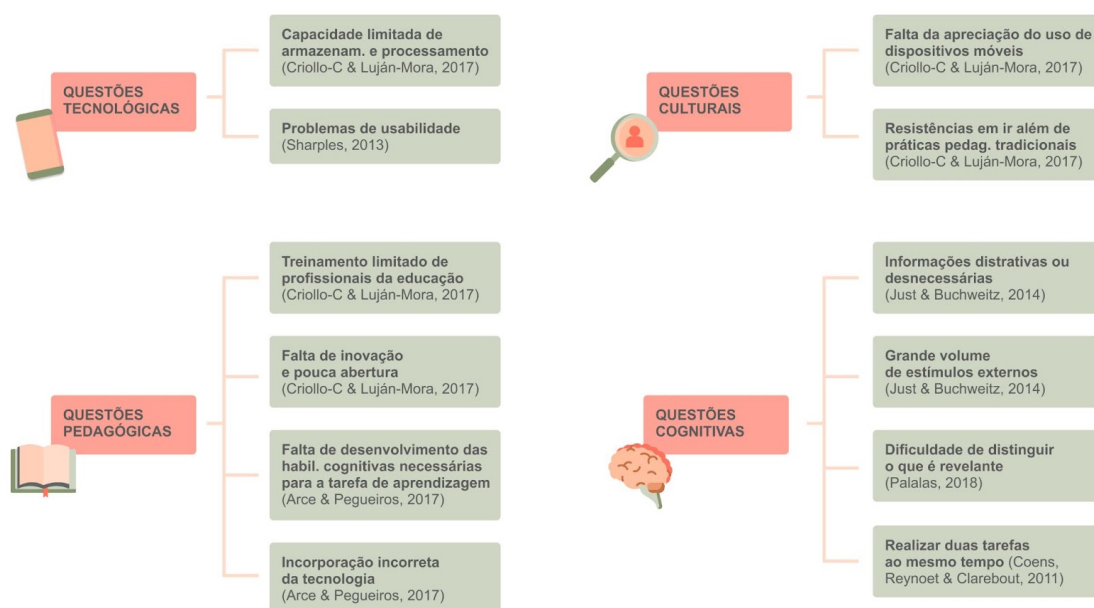 QUESTÕES
TECNOLÓGICAS
Capacidade limitada de
armazenam. e processamento
(Criollo-C & Luján-Mora, 2017)
Problemas de usabilidade
(Sharples, 2013)
QUESTÕES
CULTURAIS
Falta da apreciação do uso de
dispositivos móveis
(Criollo-C & Luján-Mora, 2017)
Resistências em ir além de
práticas pedag. tradicionais
(Criollo-C & Luján-Mora, 2017)
QUESTÕES
PEDAGÓGICAS
Treinamento limitado de
profissionais da educação
(Criollo-C & Luján-Mora, 2017)
Falta de inovação
e pouca abertura
(Criollo-C & Luján-Mora, 2017)
Falta de desenvolvimento das
habil. cognitivas necessárias
para a tarefa de aprendizagem
(Arce & Pegueiros, 2017)
Incorporação incorreta
da tecnologia
(Arce & Pegueiros, 2017)
QUESTÕES
COGNITIVAS
Informações distrativas ou
desnecessárias
(Just & Buchweitz, 2014)
Grande volume
de estímulos externos
(Just & Buchweitz, 2014)
Dificuldade de distinguir
o que é revelante
(Palalas, 2018)
Realizar duas tarefas
ao mesmo tempo (Coens,
Reynoet & Clarebout, 2011)